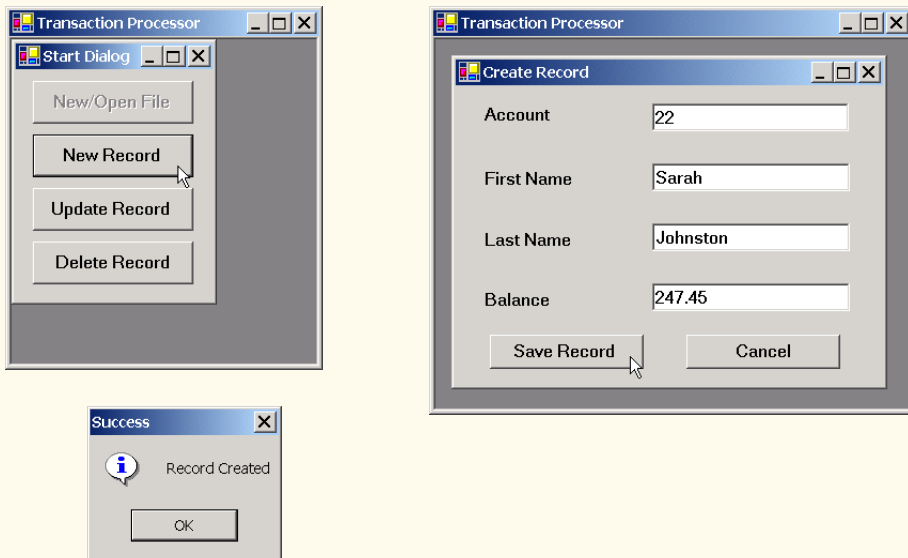 Transaction Processor
Start Dialog
New/Open File
New Record
Update Record
Delete Record
Transaction Processor
Create Record
Account 22
First Name Sarah
Last Name Johnston
Balance 247.45
Save Record Cancel
Success
Record Created
OK